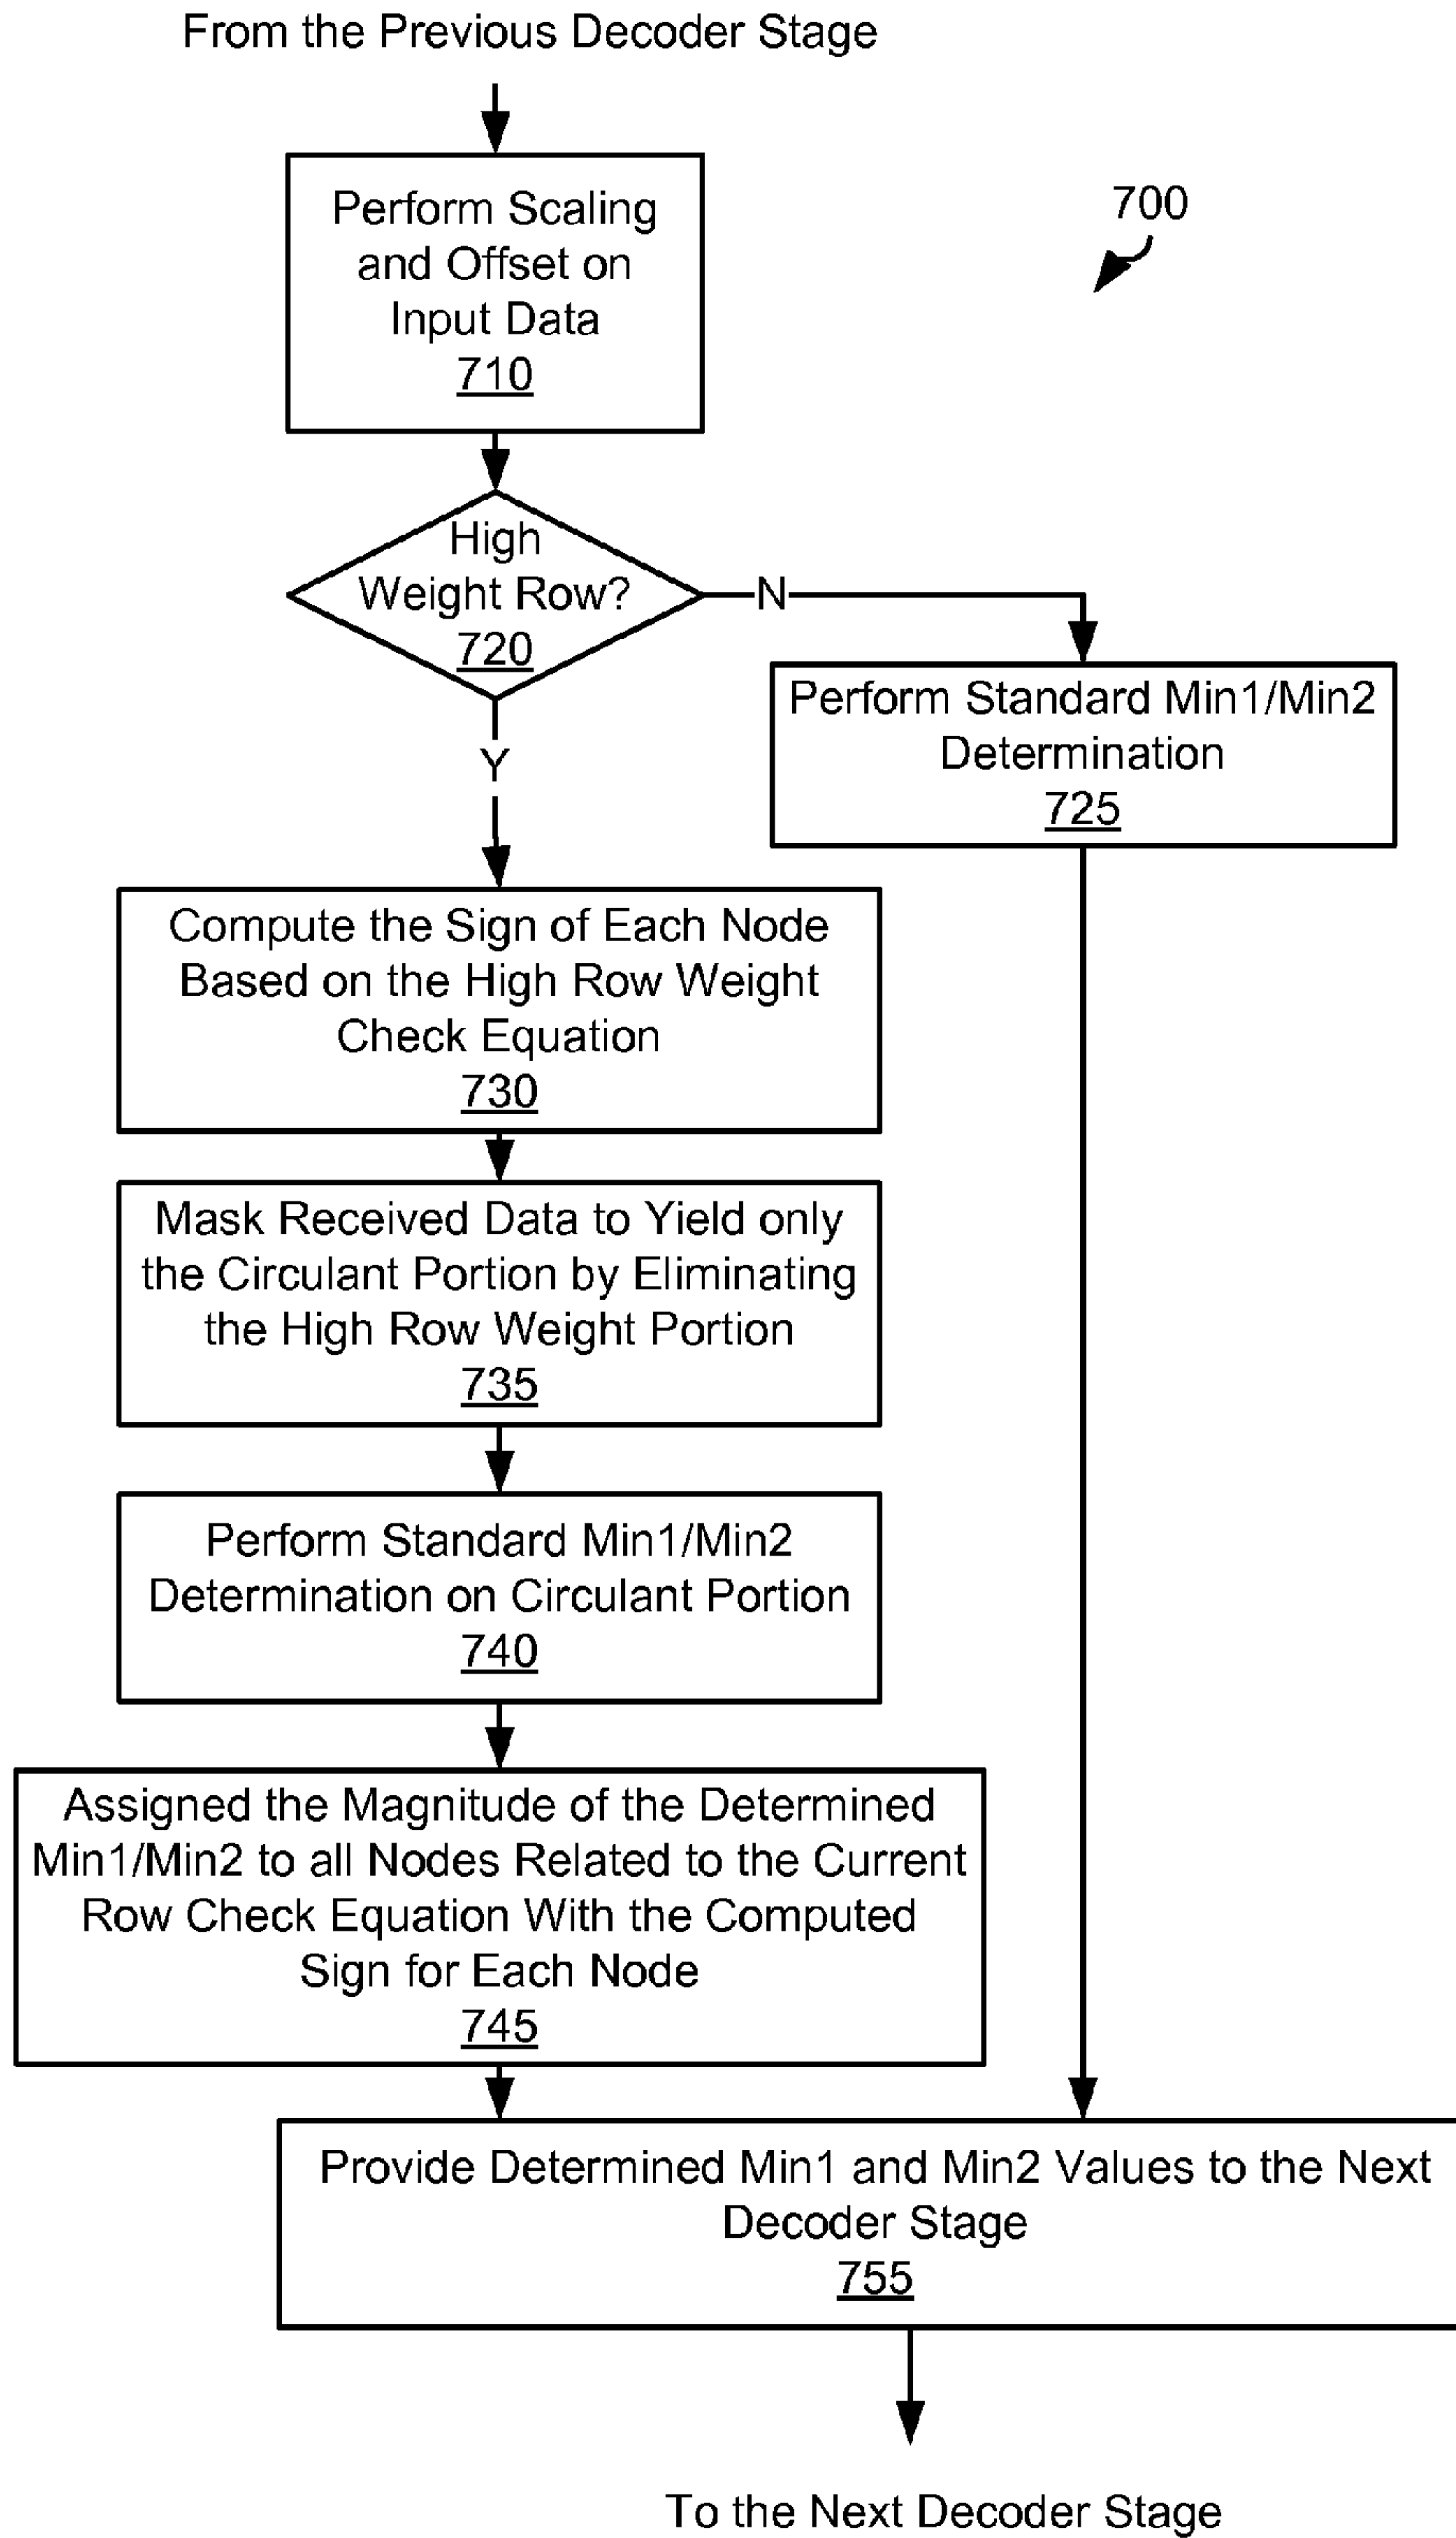 From the Previous Decoder Stage
Perform Scaling
and Offset on
Input Data
710
700
High
Weight Row?
720
N
Y
Perform Standard Min1/Min2
Determination
725
Compute the Sign of Each Node
Based on the High Row Weight
Check Equation
730
Mask Received Data to Yield only
the Circulant Portion by Eliminating
the High Row Weight Portion
735
Perform Standard Min1/Min2
Determination on Circulant Portion
740
Assigned the Magnitude of the Determined
Min1/Min2 to all Nodes Related to the Current
Row Check Equation With the Computed
Sign for Each Node
745
Provide Determined Min1 and Min2 Values to the Next
Decoder Stage
755
To the Next Decoder Stage